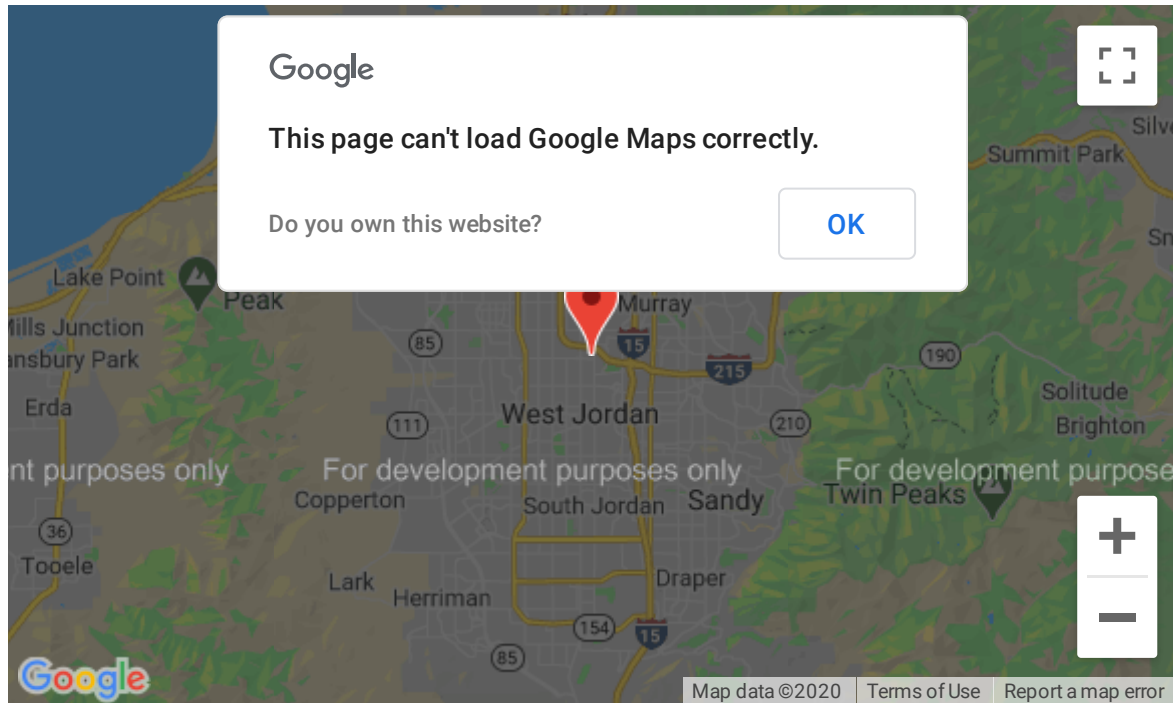 Google
This page can't load Google Maps correctly.
Do you own this website?
OK
Summit Park
Lake Point
Peak
Murray
Mills Junction
85
15
ansbury Park
215
190
Erda
Solitude
West Jordan
111
210
Brighton
nt purposes only
For development purposes only
For development purpose
Copperton
South Jordan
Sandy
Twin Peaks
36
Tooele
Lark
Herriman
Draper
154
15
85
Google
Map data ©2020
Terms of Use
Report a map error